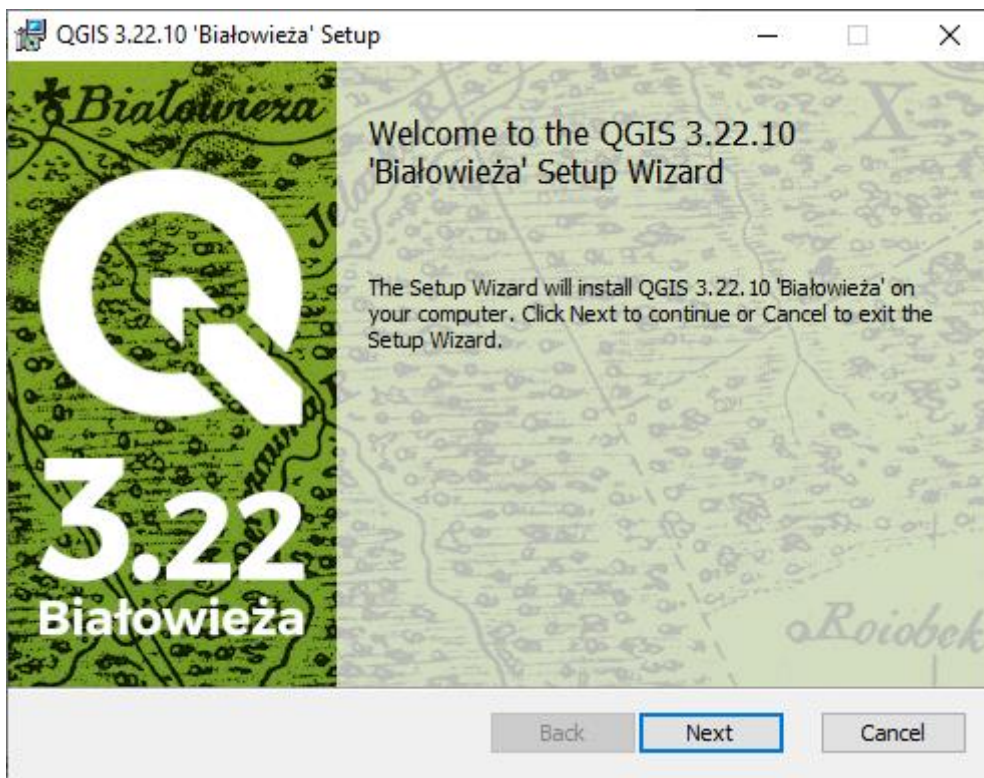 QGIS 3.22.10 'Białowieża' Setup
Białowieża
X
Welcome to the QGIS 3.22.10
'Białowieża' Setup Wizard
The Setup Wizard will install QGIS 3.22.10 'Białowieża' on
your computer. Click Next to continue or Cancel to exit the
Setup Wizard.
3.22
Białowieża
Roiobek
Back
Next
Cancel